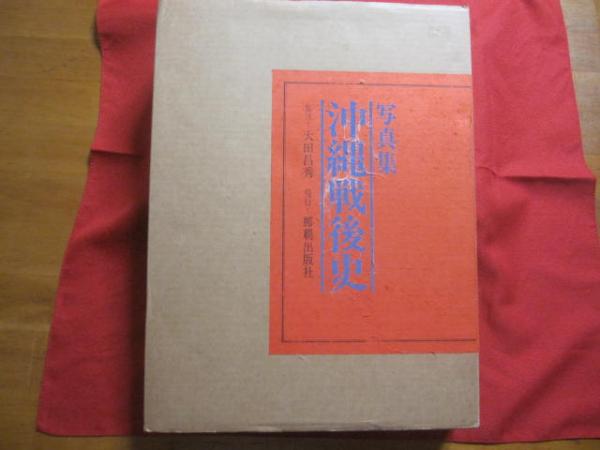 写真集
沖縄戦後史
大田昌秀
那覇出版社